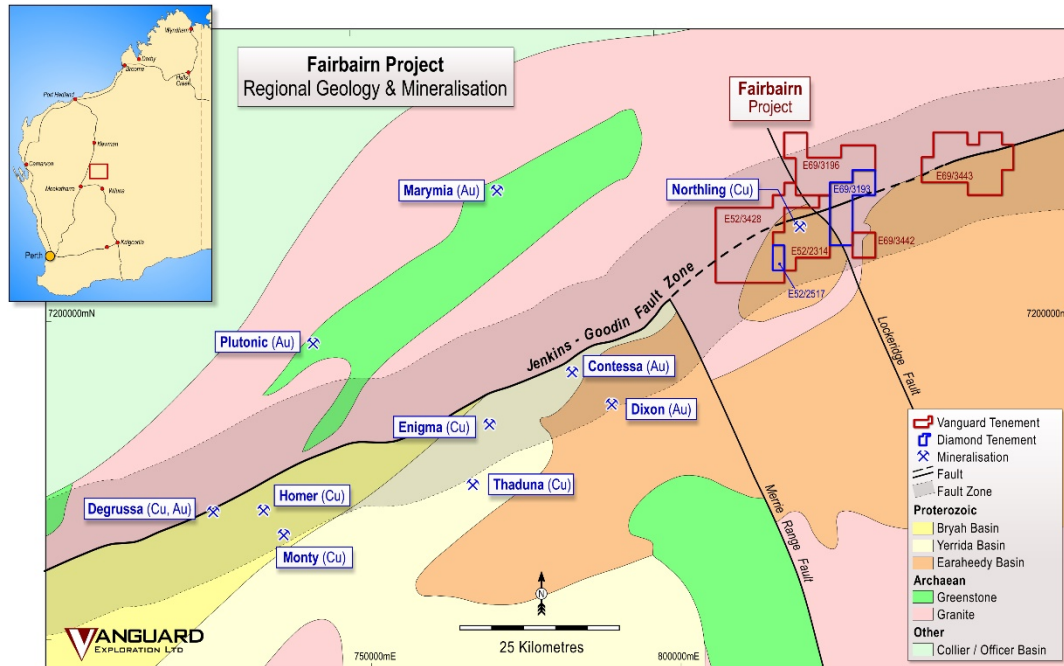 Fairbairn Project
Regional Geology & Mineralisation
Wyndham
Derby
Broome
Halls
Creek
Port Hedland
Newman
Carnarvon
Meekatharra
Wiluna
Kalgoorlie
Perth
Fairbairn
Project
E69/3196
E69/3443
Marymia (Au)
Northling (Cu)
E69/3193
E52/3428
E52/2314
E69/3442
E52/2517
7200000mN
7200000mN
Jenkins - Goodin Fault Zone
Lockeridge Fault
Plutonic (Au)
Contessa (Au)
Dixon (Au)
Enigma (Cu)
Thaduna (Cu)
Homer (Cu)
Degrussa (Cu, Au)
Monty (Cu)
Merrie Range Fault
Vanguard Tenement
Diamond Tenement
Mineralisation
Fault
Fault Zone
Proterozoic
Bryah Basin
Yerrida Basin
Earaheedy Basin
Archaean
Greenstone
Granite
Other
Collier / Officer Basin
N
25 Kilometres
VANGUARD
EXPLORATION LTD
750000mE
800000mE